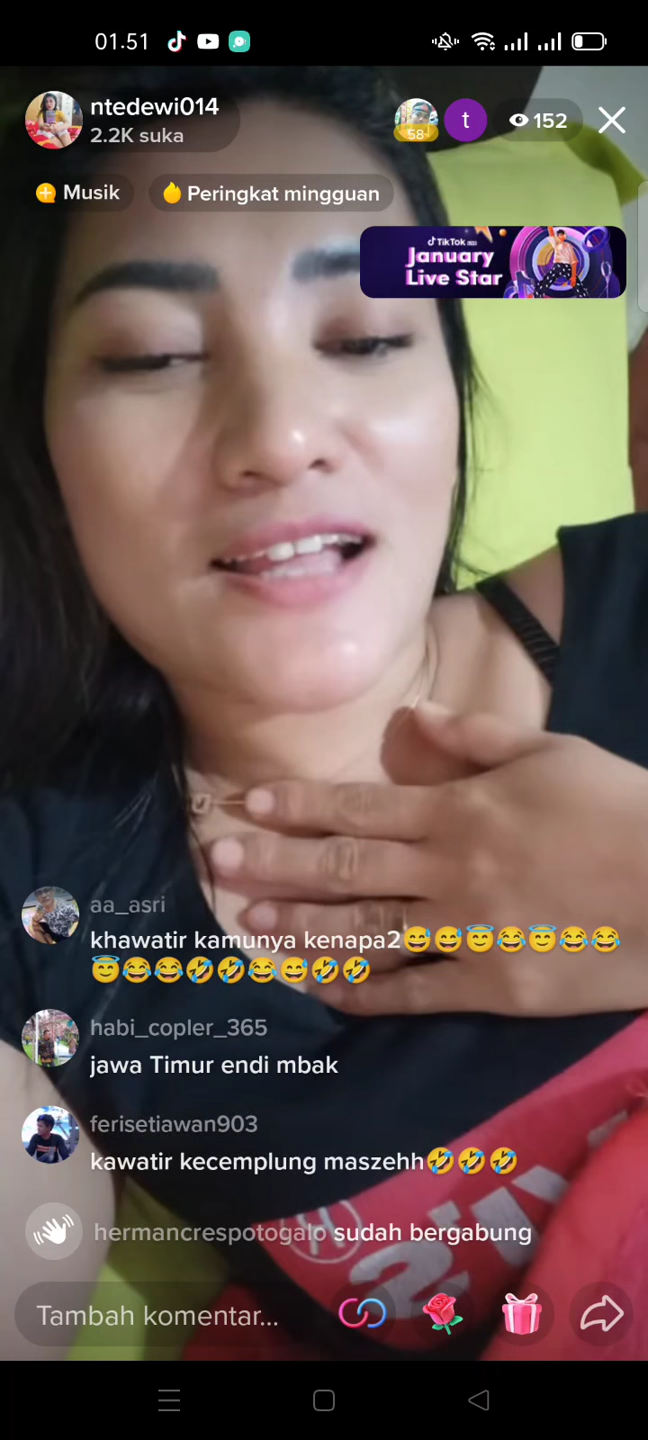 01.51
ntedewi014
2.2K suka
58
t
152
Musik
Peringkat mingguan
TikTok
January
Live Star
aa_asri
khawatir kamunya kenapa2😅😅😇😂😇😂😂
😇😂😂🤣🤣😂😅🤣🤣
habi_copler_365
jawa Timur endi mbak
ferisetiawan903
kawatir kecemplung maszehh🤣🤣🤣
hermancrespotogalo sudah bergabung
Tambah komentar...